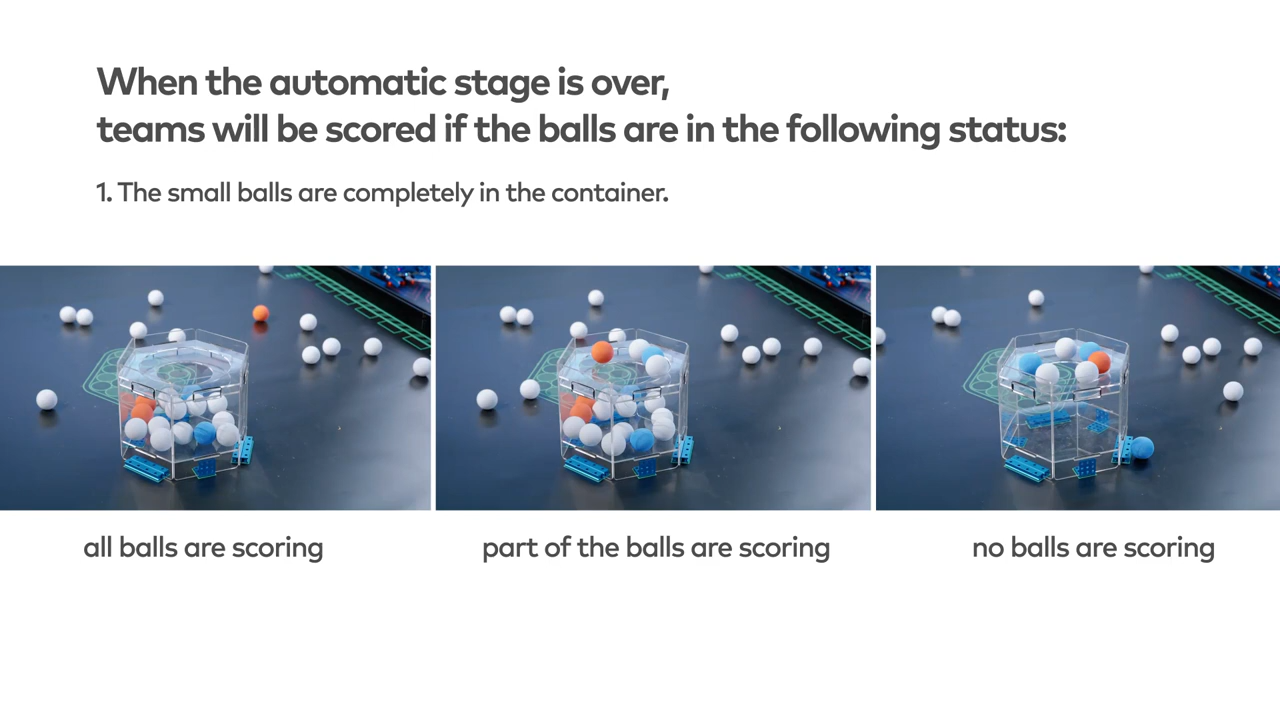 When the automatic stage is over,
teams will be scored if the balls are in the following status:
1. The small balls are completely in the container.
all balls are scoring
part of the balls are scoring
no balls are scoring